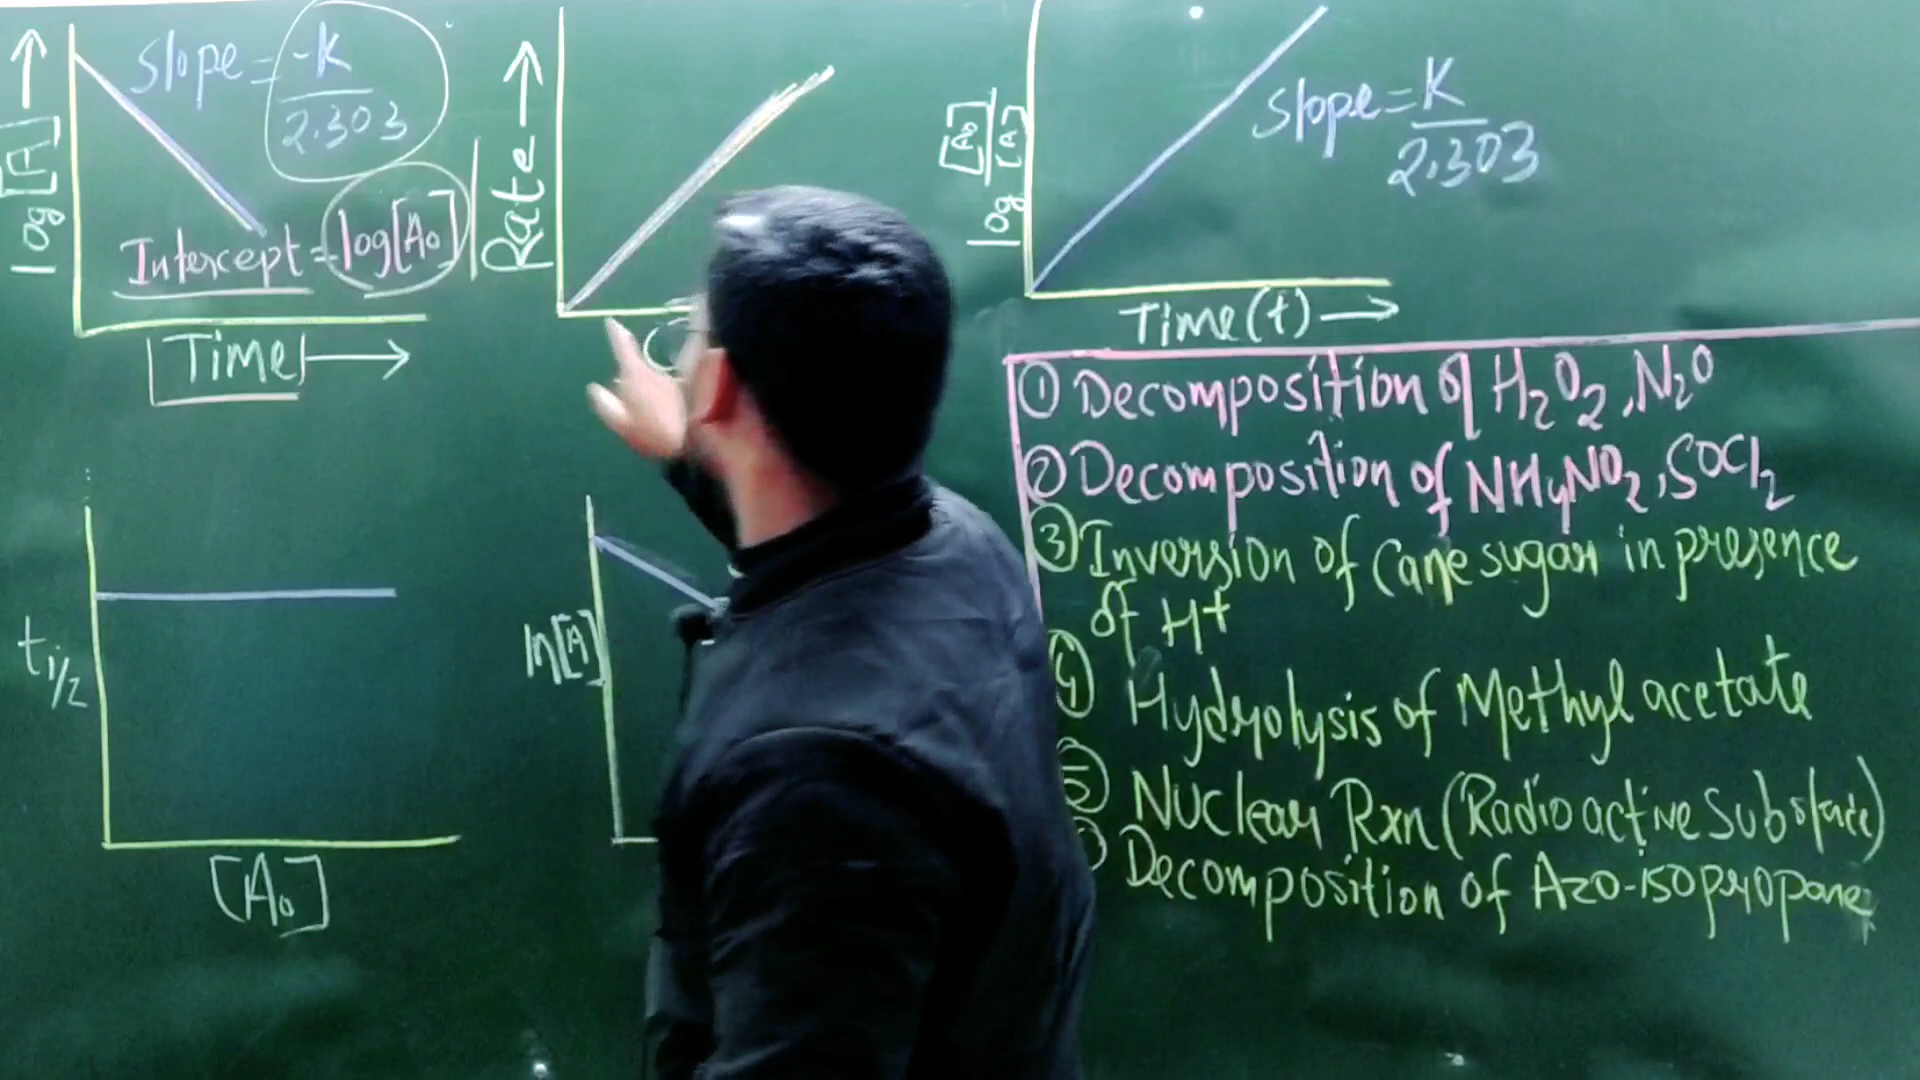 log [A]
Slope = -K/2.303
Intercept = log[A₀]
Time
Rate
log [A₀]/[A]
Slope = K/2.303
Time (t)
t1/2
[A₀]
ln[A]
① Decomposition of H₂O₂, N₂O
② Decomposition of NH₄NO₂, SOCl₂
③ Inversion of Cane sugar in presence
of H+
④ Hydrolysis of Methyl acetate
⑤ Nuclear Rxn (Radioactive Substance)
Decomposition of Azo-isopropane